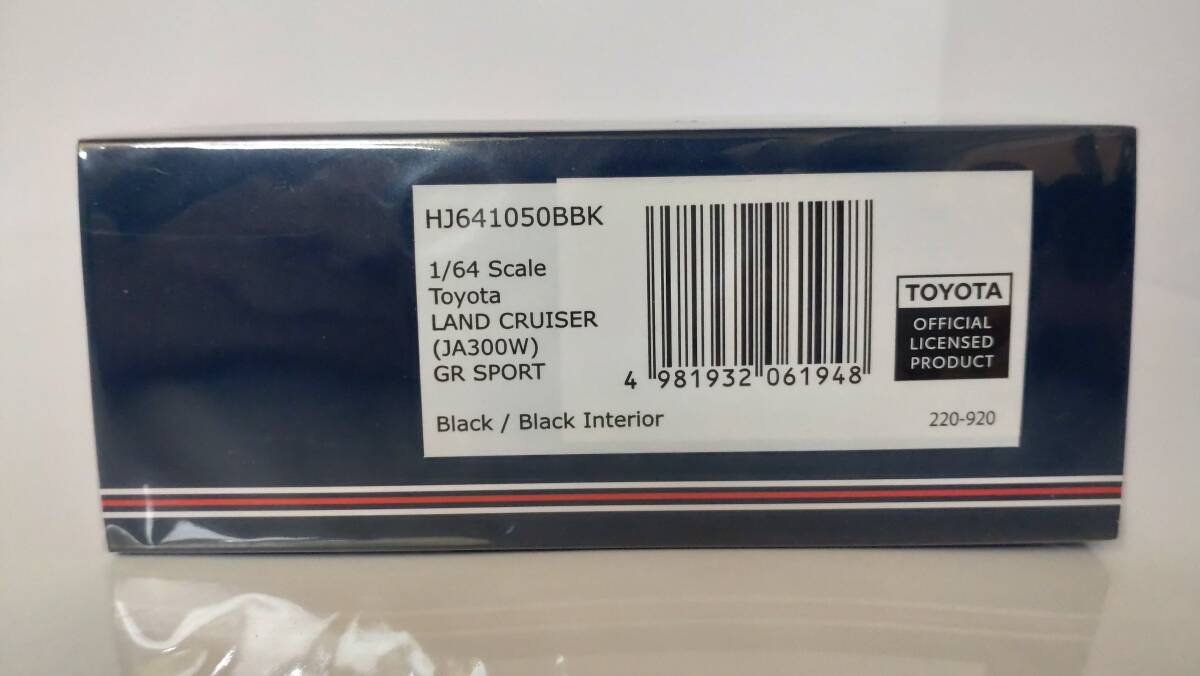 HJ641050BBK
1/64 Scale
Toyota
LAND CRUISER
(JA300W)
GR SPORT
Black / Black Interior
4 981932 061948
TOYOTA
OFFICIAL
LICENSED
PRODUCT
220-920